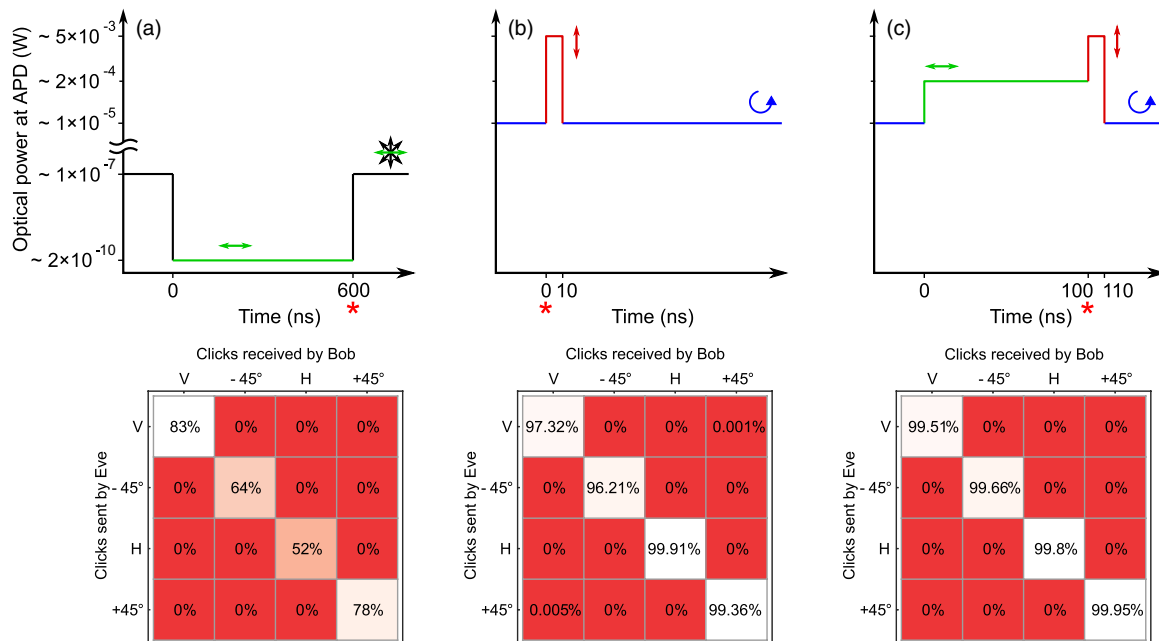 (a) (b) (c)
Optical power at APD (W)
~ 5×10⁻³
~ 2×10⁻⁴
~ 1×10⁻⁵
~ 1×10⁻⁷
~ 2×10⁻¹⁰
0 600 0 10 0 100 110
* * *
Time (ns) Time (ns) Time (ns)
Clicks received by Bob
V - 45° H +45°
Clicks sent by Eve
V 83% 0% 0% 0%
- 45° 0% 64% 0% 0%
H 0% 0% 52% 0%
+45° 0% 0% 0% 78%
Clicks received by Bob
V - 45° H +45°
Clicks sent by Eve
V 97.32% 0% 0% 0.001%
- 45° 0% 96.21% 0% 0%
H 0% 0% 99.91% 0%
+45° 0.005% 0% 0% 99.36%
Clicks received by Bob
V - 45° H +45°
Clicks sent by Eve
V 99.51% 0% 0% 0%
- 45° 0% 99.66% 0% 0%
H 0% 0% 99.8% 0%
+45° 0% 0% 0% 99.95%